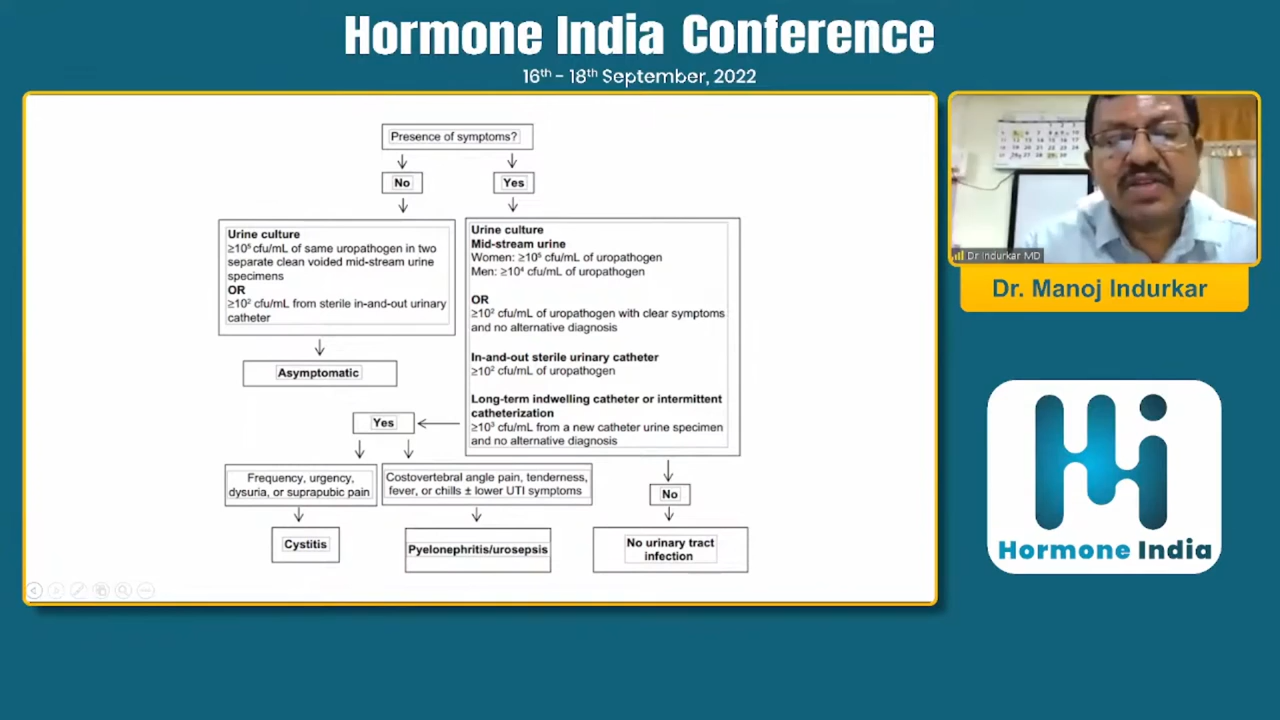 Hormone India Conference
16th - 18th September, 2022
Presence of symptoms?
No
Yes
Urine culture
≥10⁵ cfu/mL of same uropathogen in two
separate clean voided mid-stream urine
specimens
OR
≥10² cfu/mL from sterile in-and-out urinary
catheter
Asymptomatic
Urine culture
Mid-stream urine
Women: ≥10⁵ cfu/mL of uropathogen
Men: ≥10⁴ cfu/mL of uropathogen
OR
≥10² cfu/mL of uropathogen with clear symptoms
and no alternative diagnosis
In-and-out sterile urinary catheter
≥10² cfu/mL of uropathogen
Long-term indwelling catheter or intermittent
catheterization
≥10³ cfu/mL from a new catheter urine specimen
and no alternative diagnosis
Yes
Frequency, urgency,
dysuria, or suprapubic pain
Costovertebral angle pain, tenderness,
fever, or chills ± lower UTI symptoms
No
Cystitis
Pyelonephritis/urosepsis
No urinary tract
infection
Dr Indurkar MD
Dr. Manoj Indurkar
Hormone India